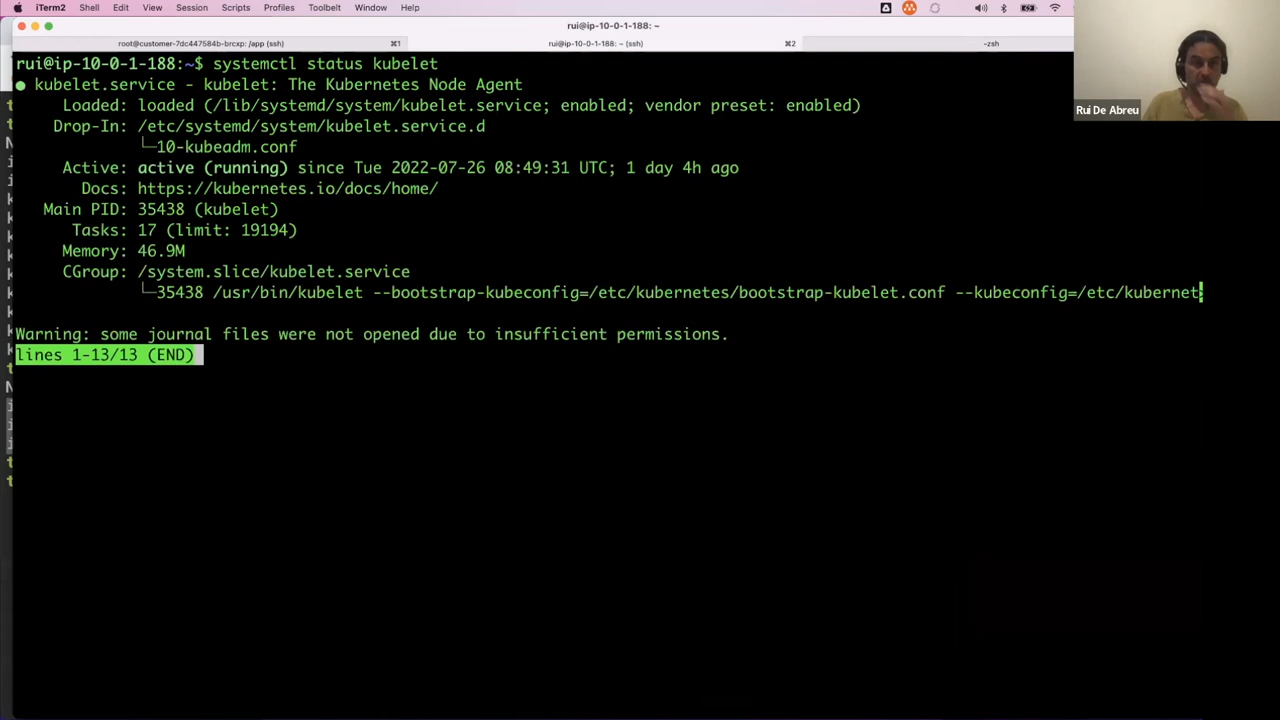 iTerm2 Shell Edit View Session Scripts Profiles Toolbelt Window Help
rui@ip-10-0-1-188: ~
root@customer-7dc447584b-brcxp: /app (ssh) ⌘1 rui@ip-10-0-1-188: ~ (ssh) ⌘2 -zsh
rui@ip-10-0-1-188:~$ systemctl status kubelet
● kubelet.service - kubelet: The Kubernetes Node Agent
Loaded: loaded (/lib/systemd/system/kubelet.service; enabled; vendor preset: enabled)
Drop-In: /etc/systemd/system/kubelet.service.d
└─10-kubeadm.conf
Active: active (running) since Tue 2022-07-26 08:49:31 UTC; 1 day 4h ago
Docs: https://kubernetes.io/docs/home/
Main PID: 35438 (kubelet)
Tasks: 17 (limit: 19194)
Memory: 46.9M
CGroup: /system.slice/kubelet.service
└─35438 /usr/bin/kubelet --bootstrap-kubeconfig=/etc/kubernetes/bootstrap-kubelet.conf --kubeconfig=/etc/kubernet
Warning: some journal files were not opened due to insufficient permissions.
lines 1-13/13 (END)
Rui De Abreu